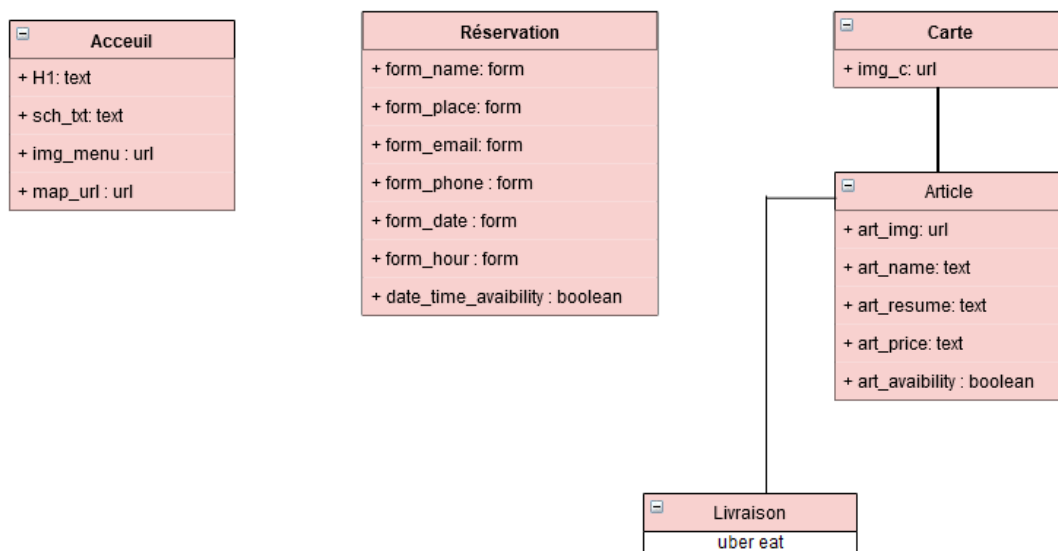 Acceuil
+ H1: text
+ sch_txt: text
+ img_menu : url
+ map_url : url
Réservation
+ form_name: form
+ form_place: form
+ form_email: form
+ form_phone : form
+ form_date : form
+ form_hour : form
+ date_time_avaibility : boolean
Carte
+ img_c: url
Article
+ art_img: url
+ art_name: text
+ art_resume: text
+ art_price: text
+ art_avaibility : boolean
Livraison
uber eat